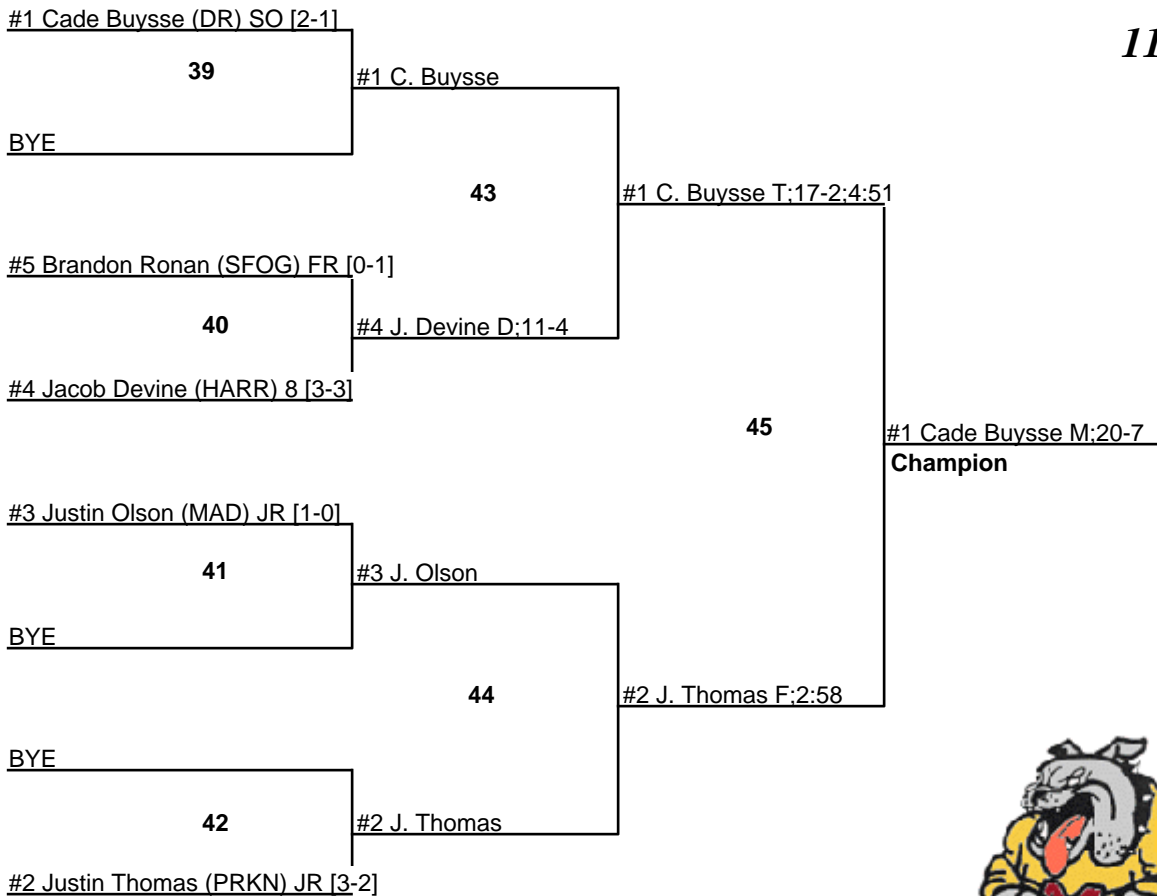 #1 Cade Buysse (DR) SO [2-1]
11
39
#1 C. Buysse
BYE
43
#1 C. Buysse T;17-2;4:51
#5 Brandon Ronan (SFOG) FR [0-1]
40
#4 J. Devine D;11-4
#4 Jacob Devine (HARR) 8 [3-3]
45
#1 Cade Buysse M;20-7
Champion
#3 Justin Olson (MAD) JR [1-0]
41
#3 J. Olson
BYE
44
#2 J. Thomas F;2:58
BYE
42
#2 J. Thomas
#2 Justin Thomas (PRKN) JR [3-2]